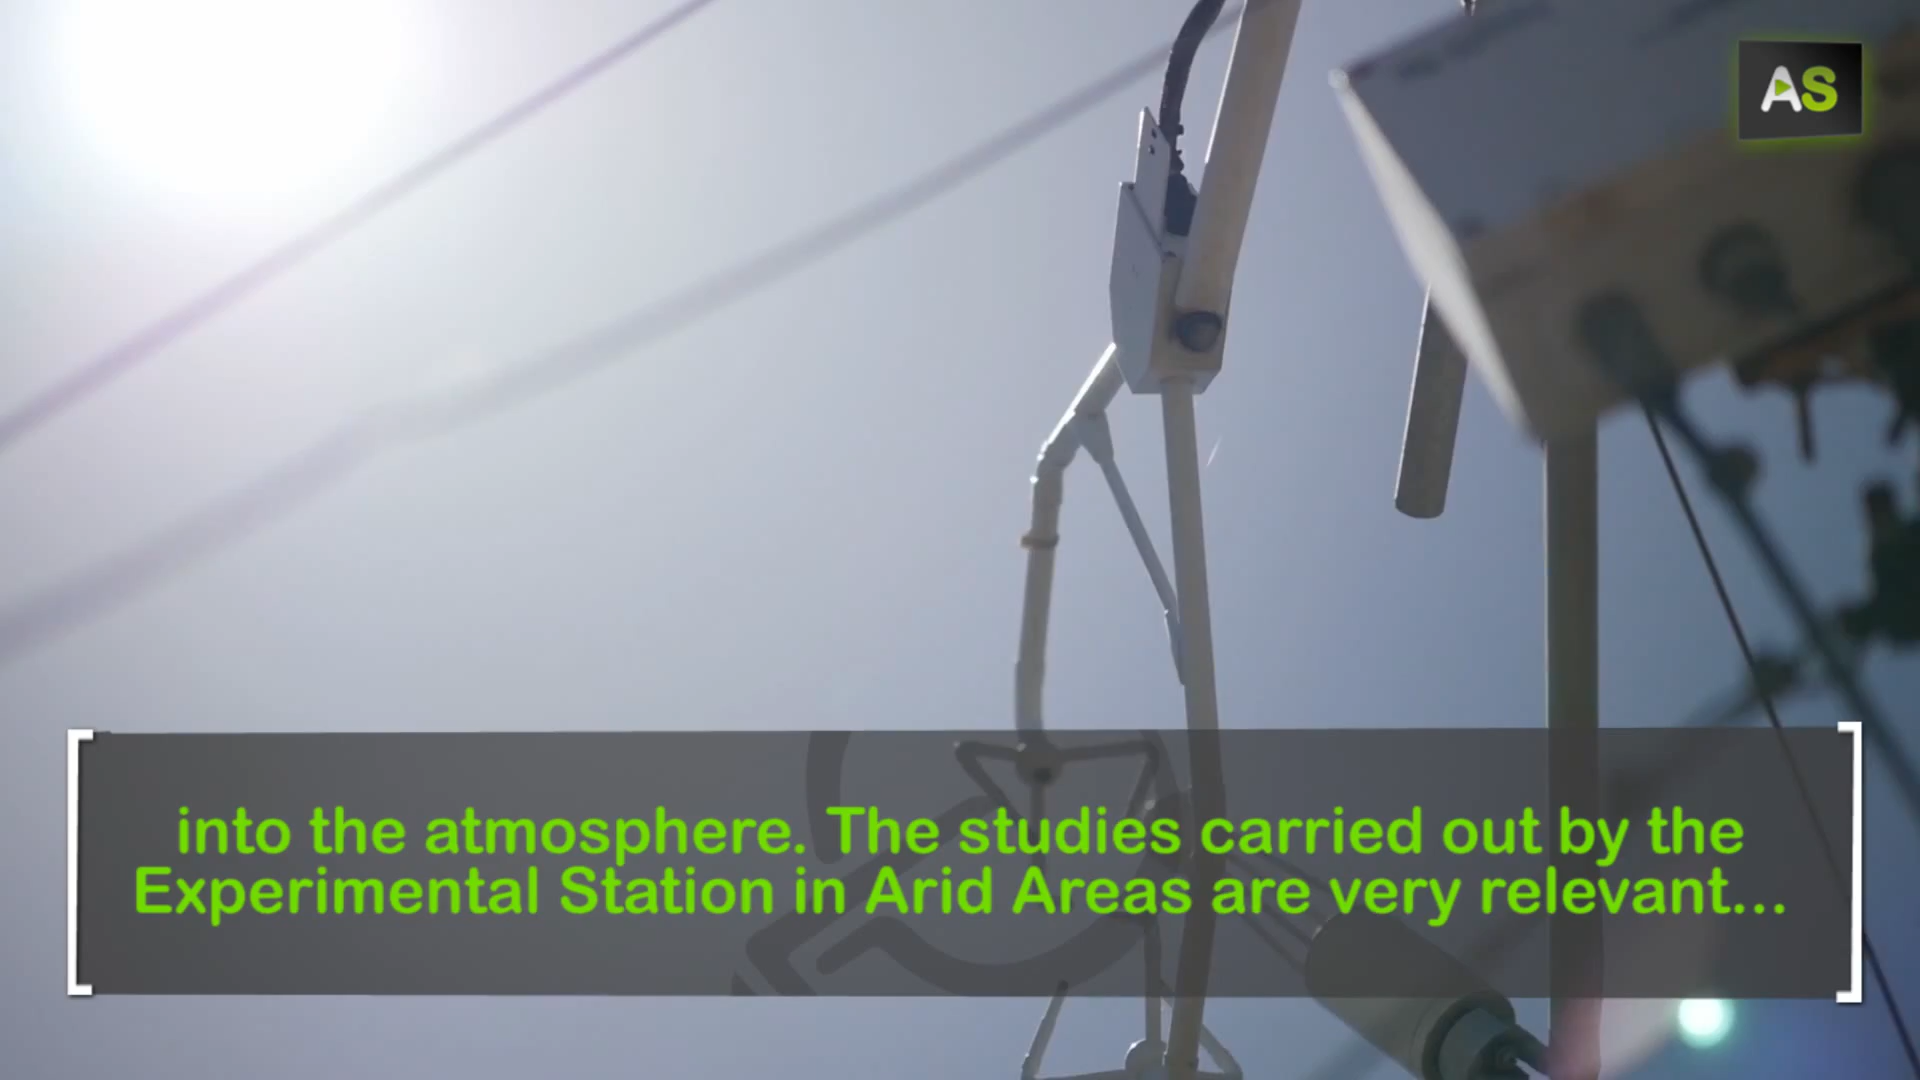 AS
into the atmosphere. The studies carried out by the
Experimental Station in Arid Areas are very relevant...